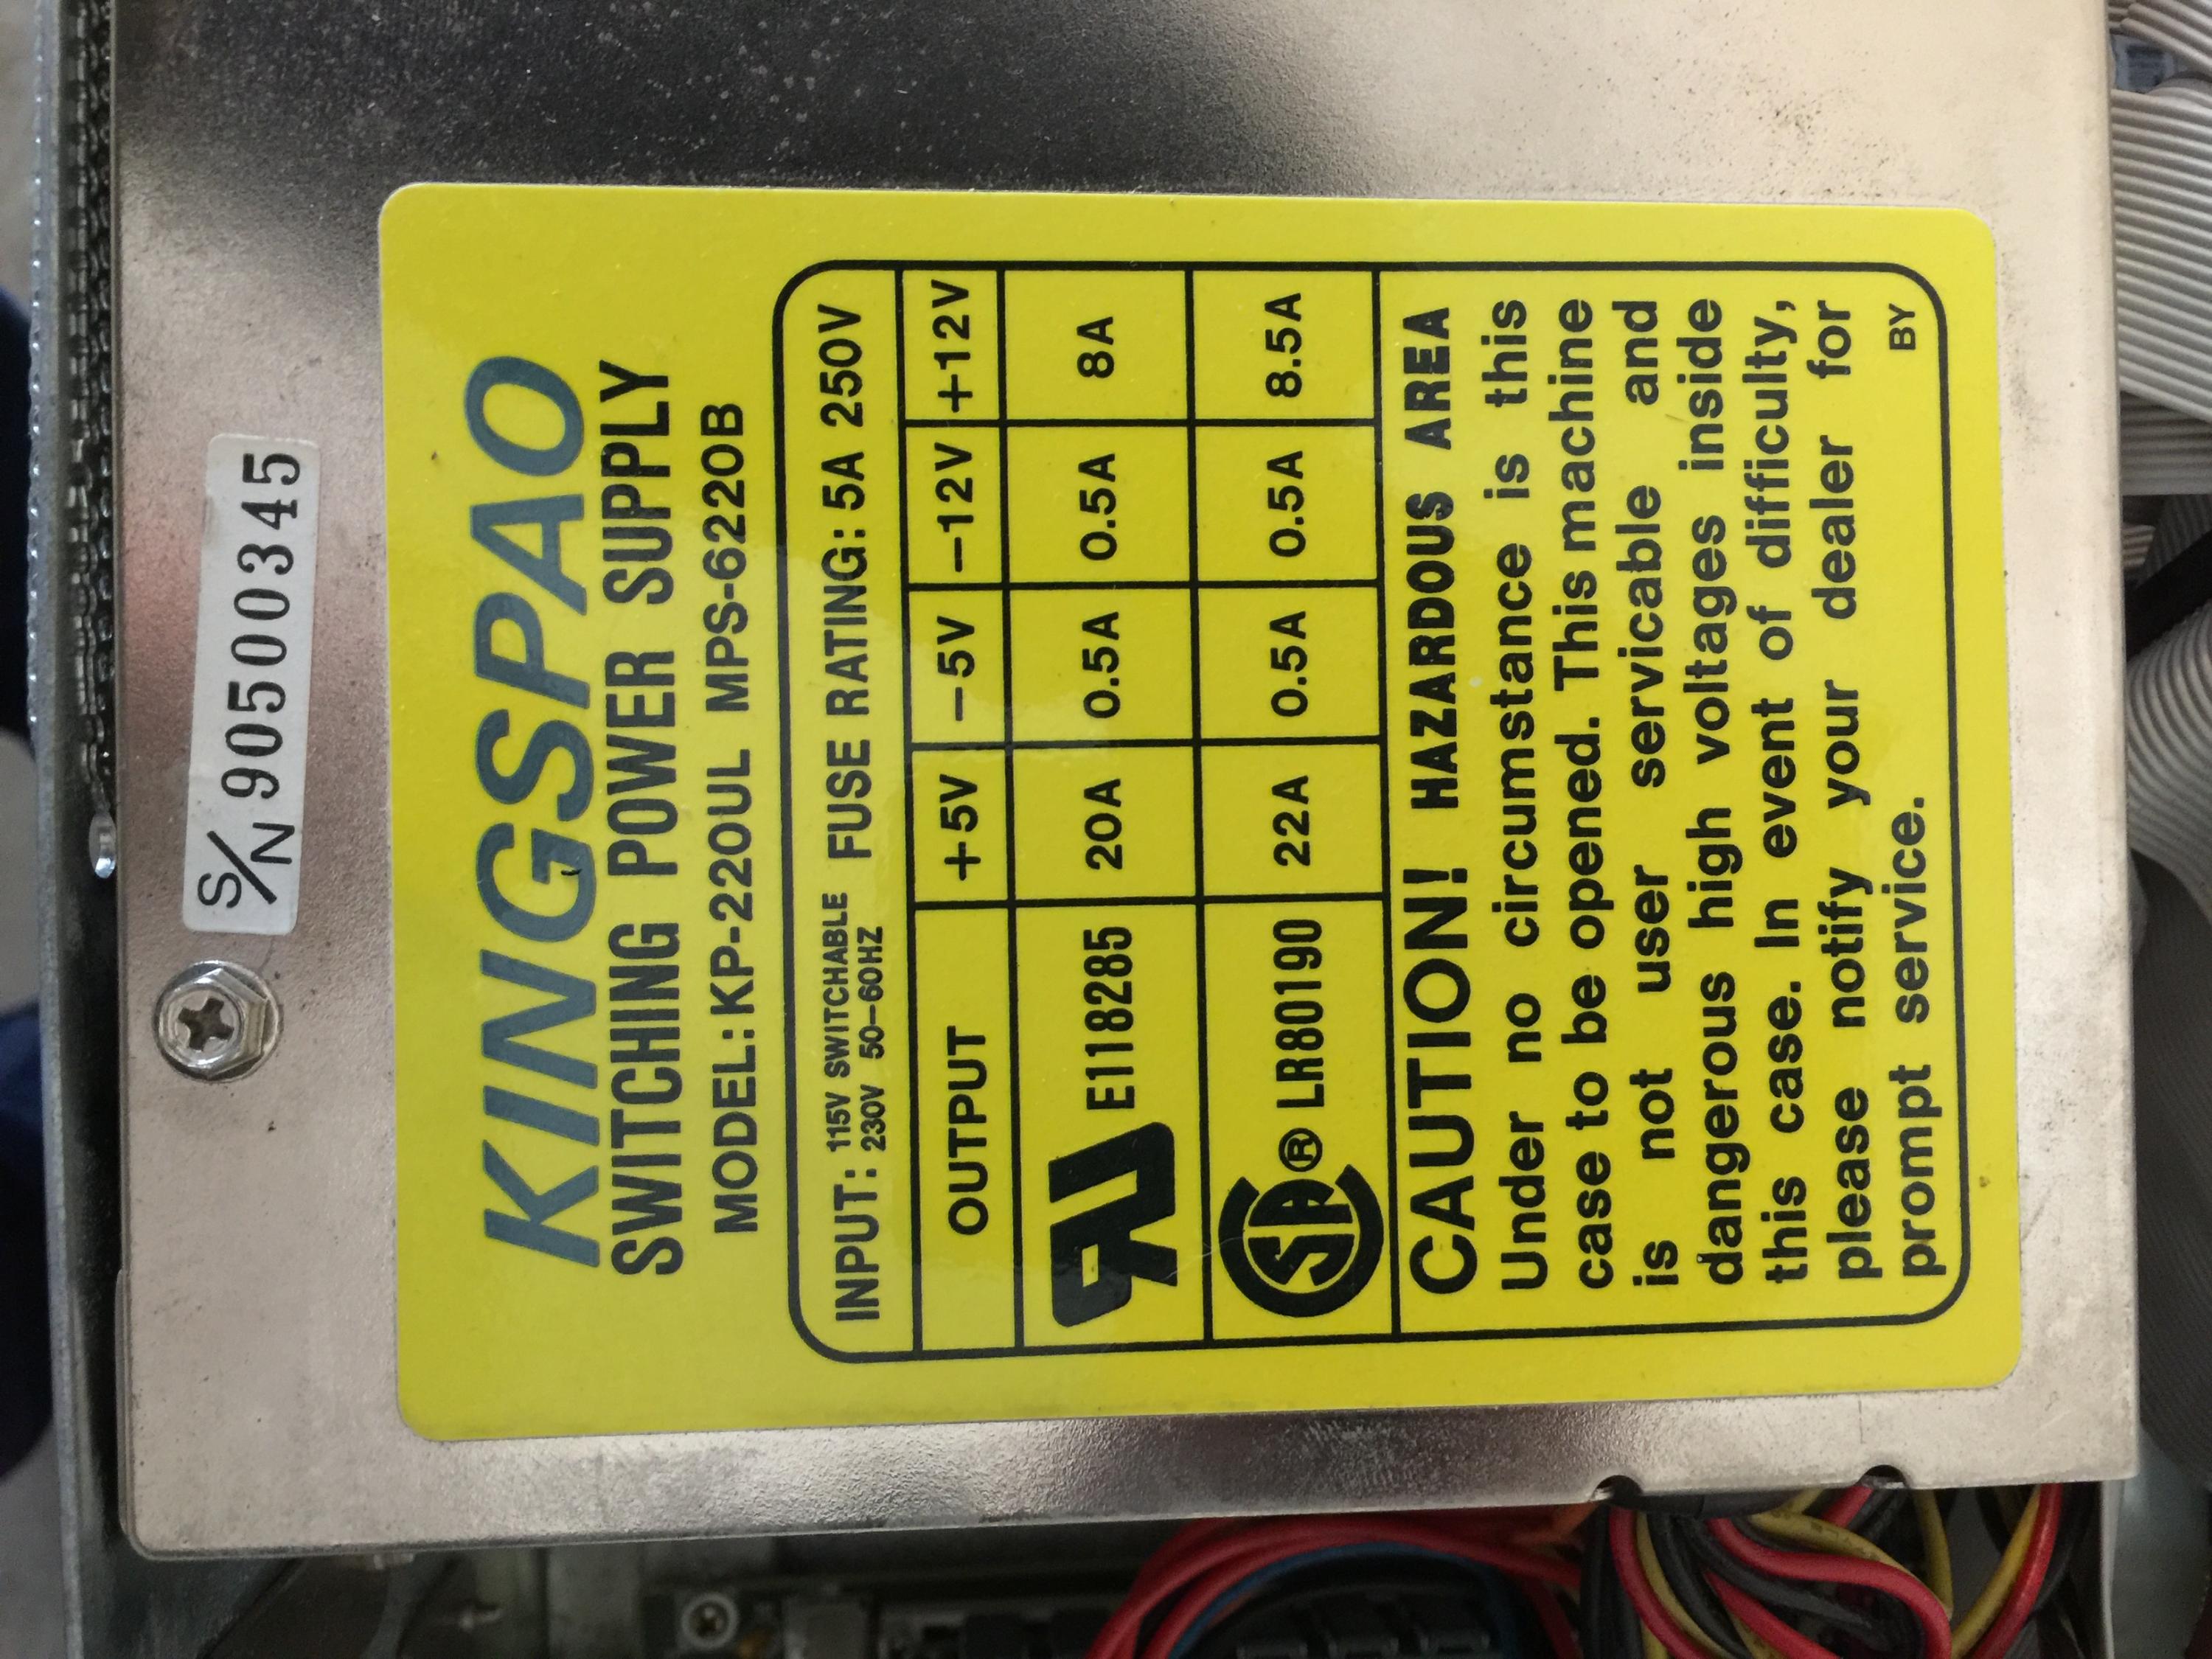 S/N 90500345
KINGSPAO
SWITCHING POWER SUPPLY
MODEL: KP-220UL MPS-6220B
INPUT: 115V SWITCHABLE FUSE RATING: 5A 250V
230V 50-60HZ
OUTPUT +5V -5V -12V +12V
E118285 20A 0.5A 0.5A 8A
SA ® LR80190 22A 0.5A 0.5A 8.5A
CAUTION! HAZARDOUS AREA
Under no circumstance is this
case to be opened. This machine
is not user servicable and
dangerous high voltages inside
this case. In event of difficulty,
please notify your dealer for
prompt service.
BY